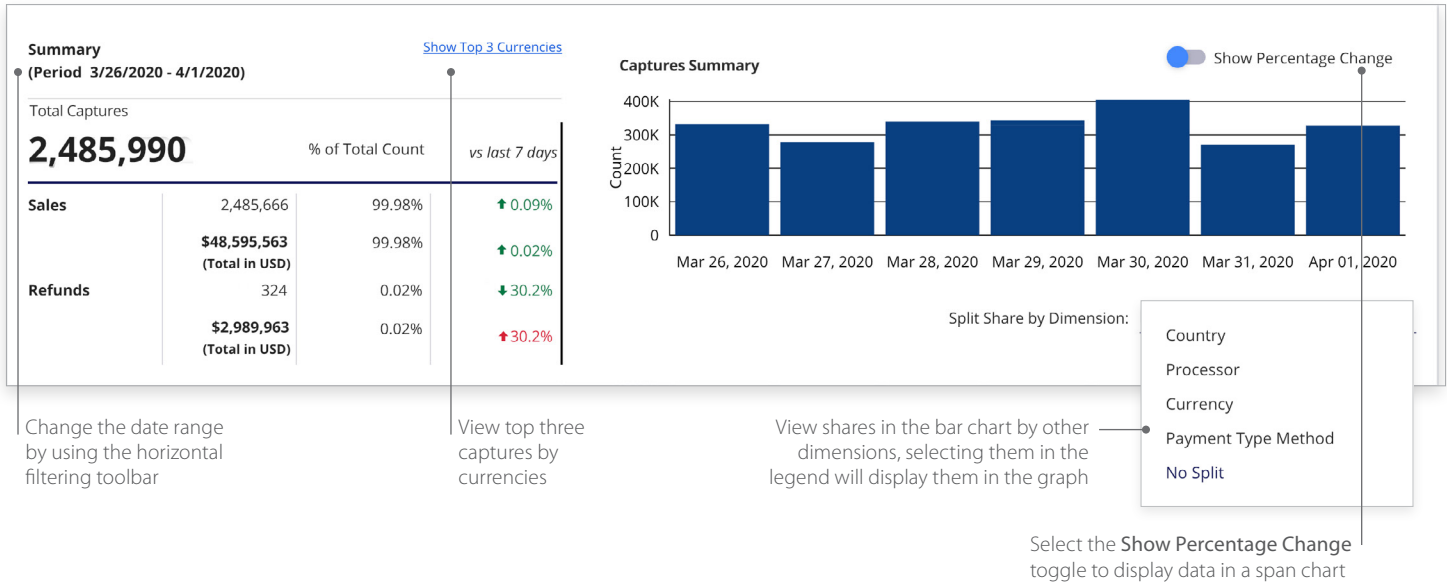 Summary
(Period 3/26/2020 - 4/1/2020)
Show Top 3 Currencies
Total Captures
2,485,990
% of Total Count
vs last 7 days
Sales
2,485,666
99.98%
0.09%
$48,595,563
(Total in USD)
99.98%
0.02%
Refunds
324
0.02%
30.2%
$2,989,963
(Total in USD)
0.02%
30.2%
Captures Summary
Show Percentage Change
400K
300K
200K
100K
0
Count
Mar 26, 2020 Mar 27, 2020 Mar 28, 2020 Mar 29, 2020 Mar 30, 2020 Mar 31, 2020 Apr 01, 2020
Split Share by Dimension:
Country
Processor
Currency
Payment Type Method
No Split
Change the date range
by using the horizontal
filtering toolbar
View top three
captures by
currencies
View shares in the bar chart by other
dimensions, selecting them in the
legend will display them in the graph
Select the Show Percentage Change
toggle to display data in a span chart